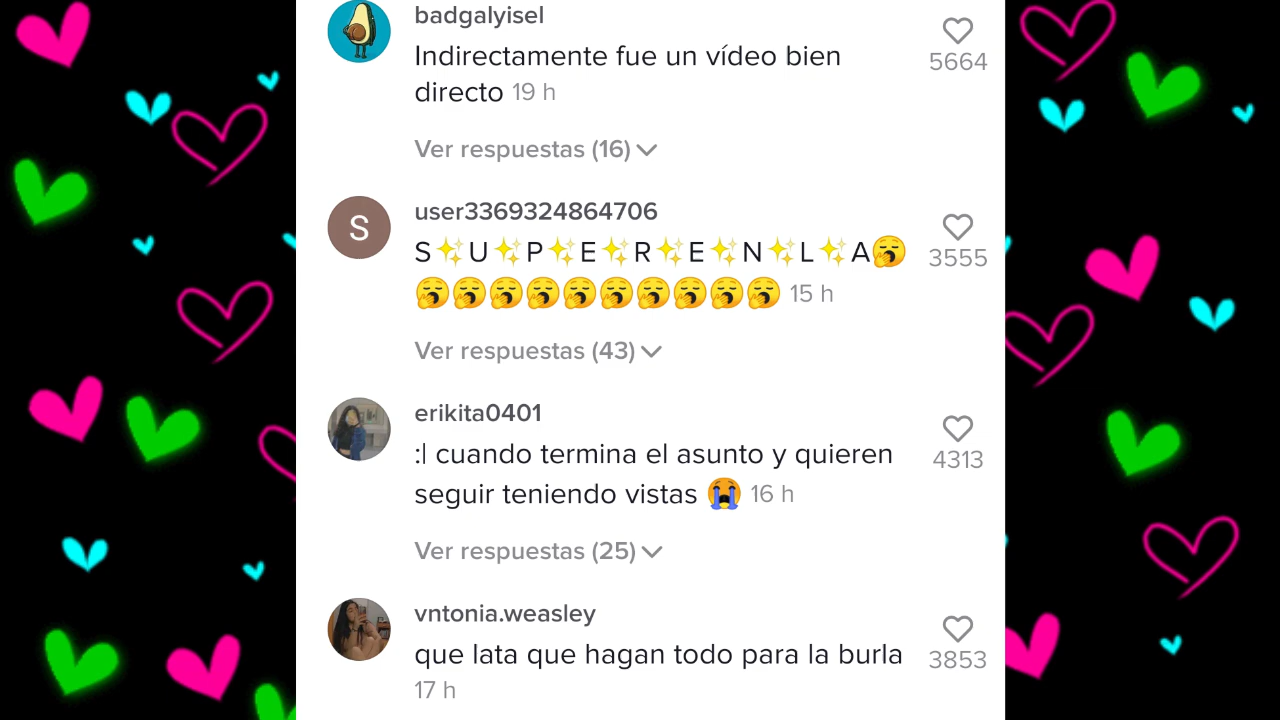 badgalyisel
Indirectamente fue un vídeo bien
directo 19 h
5664
Ver respuestas (16)
S
user3369324864706
S✨U✨P✨E✨R✨E✨N✨L✨A🥱
🥱🥱🥱🥱🥱🥱🥱🥱🥱🥱 15 h
3555
Ver respuestas (43)
erikita0401
:l cuando termina el asunto y quieren
seguir teniendo vistas 😭 16 h
4313
Ver respuestas (25)
vntonia.weasley
que lata que hagan todo para la burla
17 h
3853